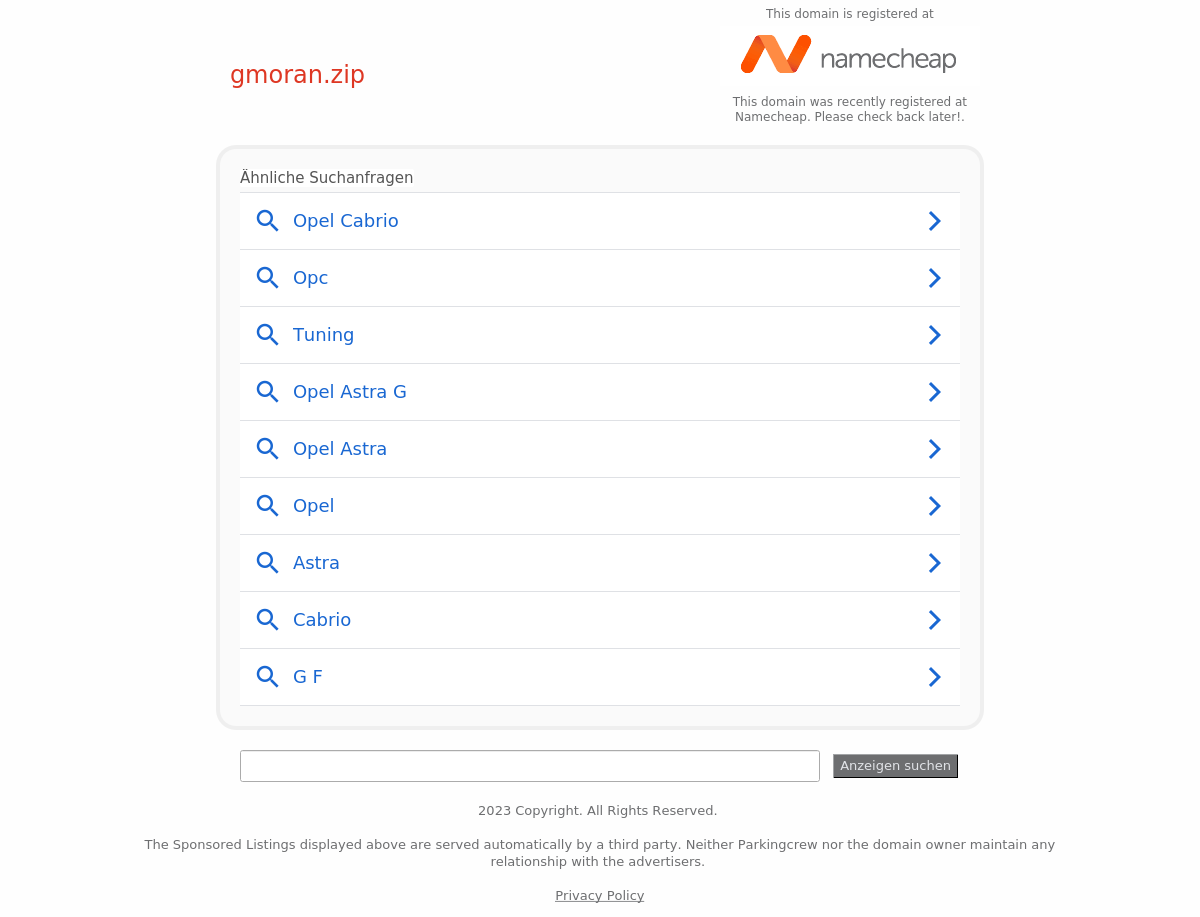 This domain is registered at
namecheap
gmoran.zip
This domain was recently registered at
Namecheap. Please check back later!.
Ähnliche Suchanfragen
Opel Cabrio
Opc
Tuning
Opel Astra G
Opel Astra
Opel
Astra
Cabrio
G F
Anzeigen suchen
2023 Copyright. All Rights Reserved.
The Sponsored Listings displayed above are served automatically by a third party. Neither Parkingcrew nor the domain owner maintain any
relationship with the advertisers.
Privacy Policy